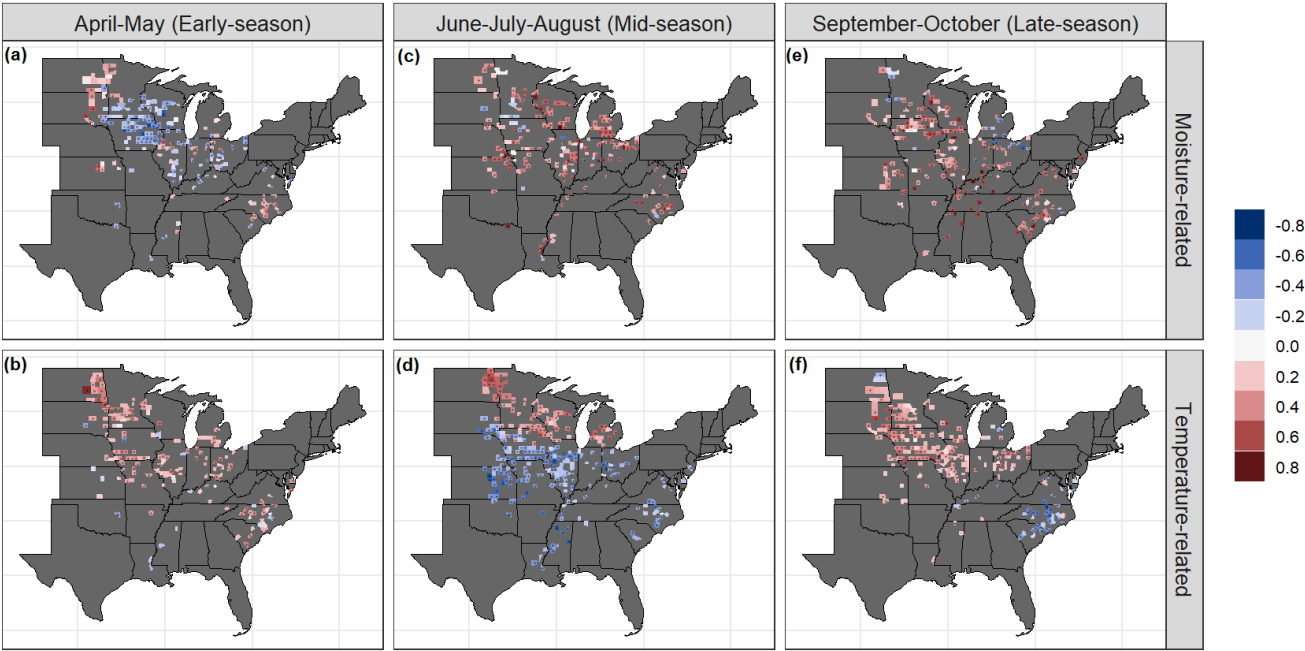 April-May (Early-season)
June-July-August (Mid-season)
September-October (Late-season)
(a)
(c)
(e)
Moisture-related
(b)
(d)
(f)
Temperature-related
-0.8
-0.6
-0.4
-0.2
0.0
0.2
0.4
0.6
0.8